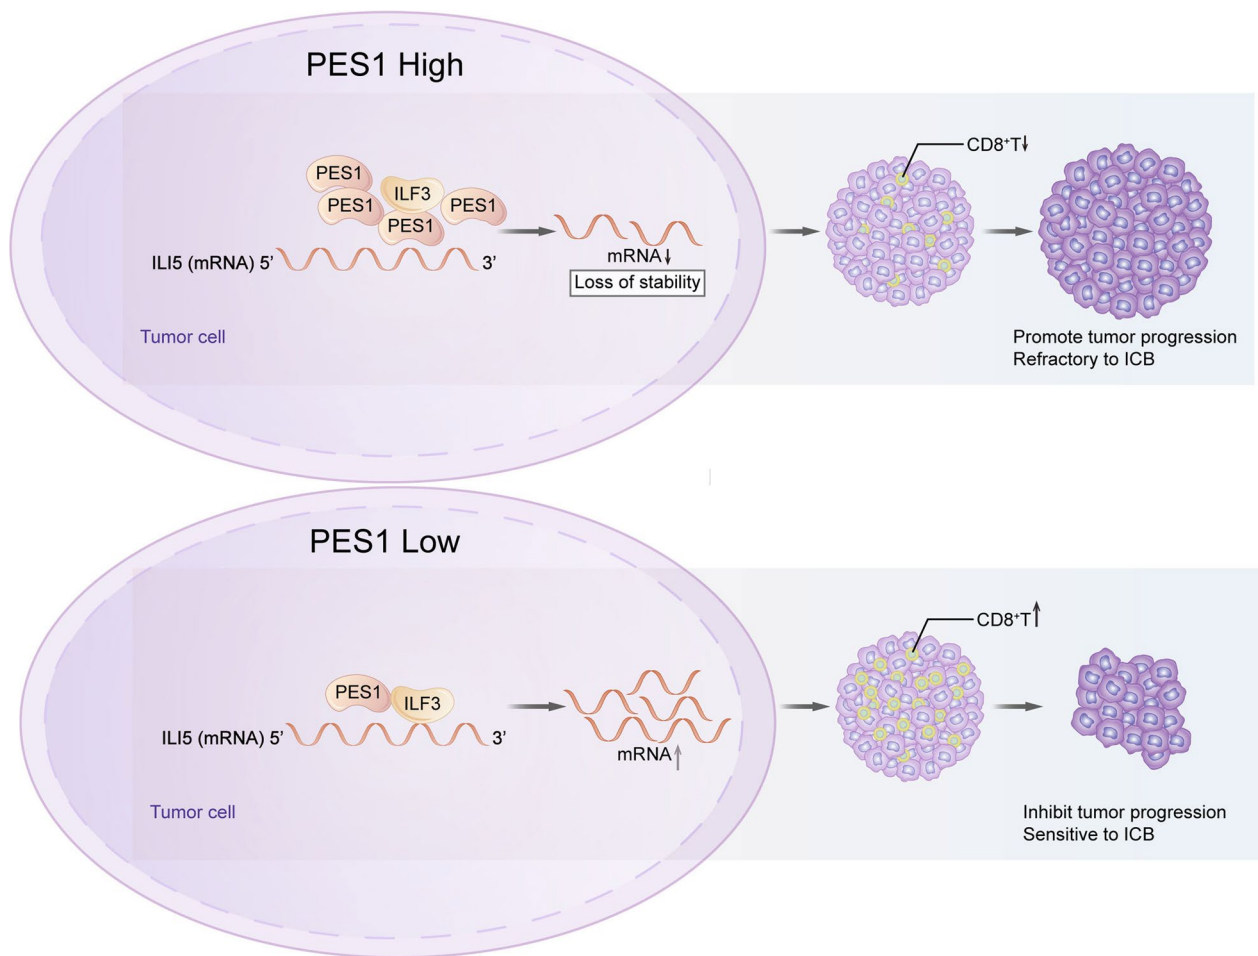 PES1 High
CD8⁺T↓
PES1
ILF3
PES1
PES1
PES1
ILI5 (mRNA) 5’
3’
mRNA↓
Loss of stability
Tumor cell
Promote tumor progression
Refractory to ICB
PES1 Low
CD8⁺T↑
PES1
ILF3
ILI5 (mRNA) 5’
3’
mRNA↑
Tumor cell
Inhibit tumor progression
Sensitive to ICB